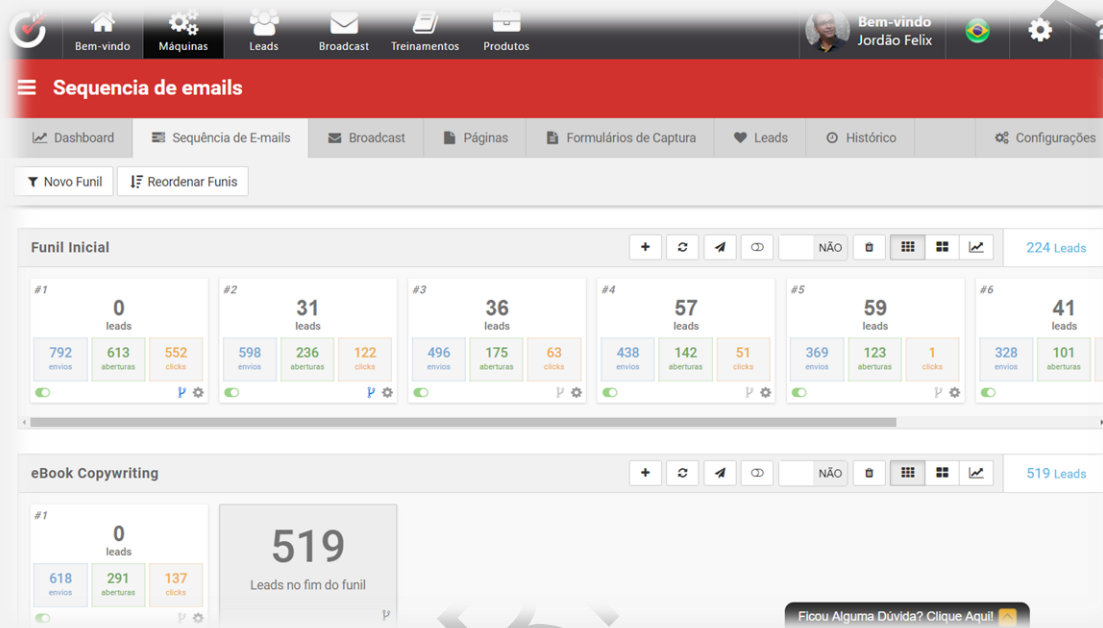 Bem-vindo Máquinas Leads Broadcast Treinamentos Produtos
Bem-vindo
Jordão Felix
?
Sequencia de emails
Dashboard Sequência de E-mails Broadcast Páginas Formulários de Captura Leads Histórico Configurações
Novo Funil Reordenar Funis
Funil Inicial NÃO 224 Leads
#1 #2 #3 #4 #5 #6
0 31 36 57 59 41
leads leads leads leads leads leads
792 613 552 598 236 122 496 175 63 438 142 51 369 123 1 328 101
envios aberturas clicks envios aberturas clicks envios aberturas clicks envios aberturas clicks envios aberturas clicks envios aberturas
eBook Copywriting NÃO 519 Leads
#1
0
leads
519
618 291 137
envios aberturas clicks
Leads no fim do funil
Ficou Alguma Dúvida? Clique Aqui!